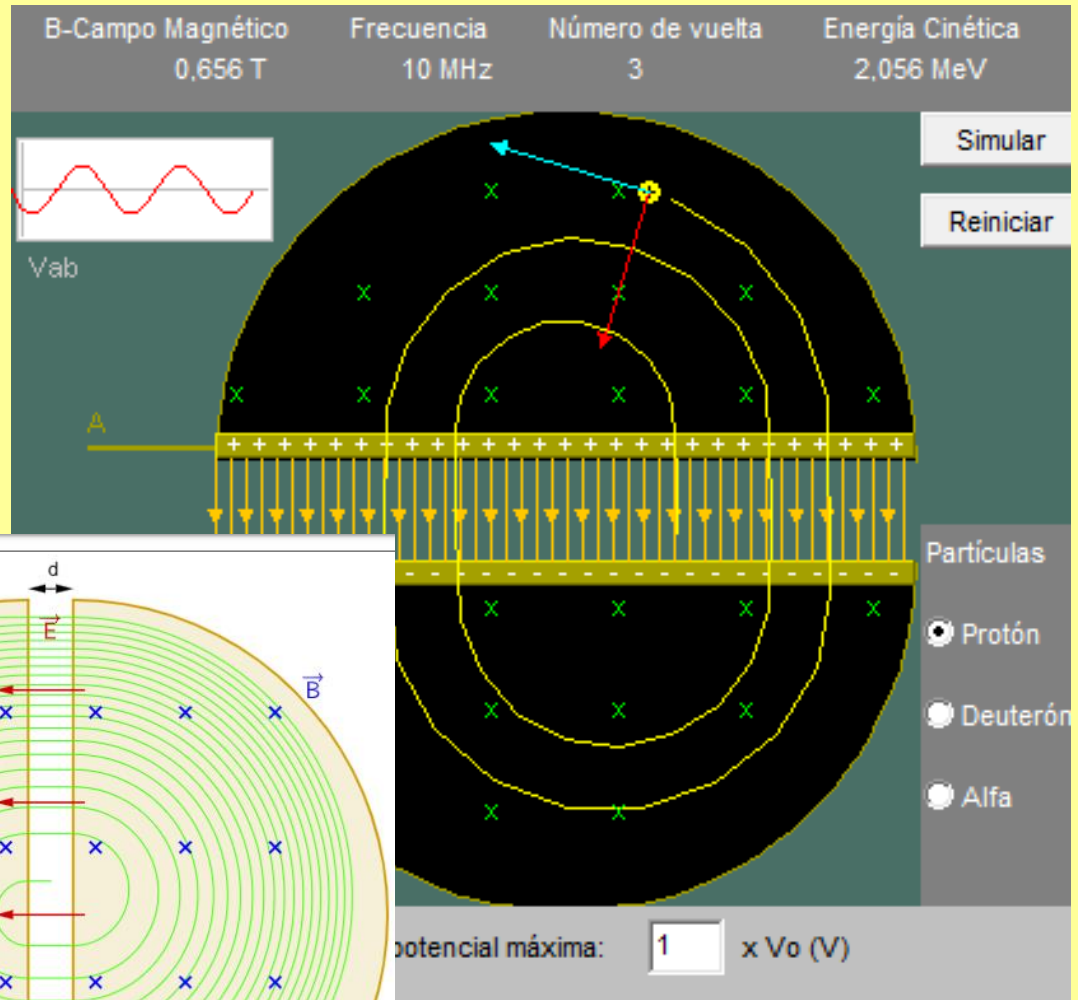 B-Campo Magnético Frecuencia Número de vuelta Energía Cinética
0,656 T 10 MHz 3 2,056 MeV
Simular
Reiniciar
Vab
A
+ + + + + + + + + + + + + + + + + + + + + + + + + + +
Partículas
Protón
Deuterón
Alfa
d
E
B
potencial máxima: 1 x Vo (V)